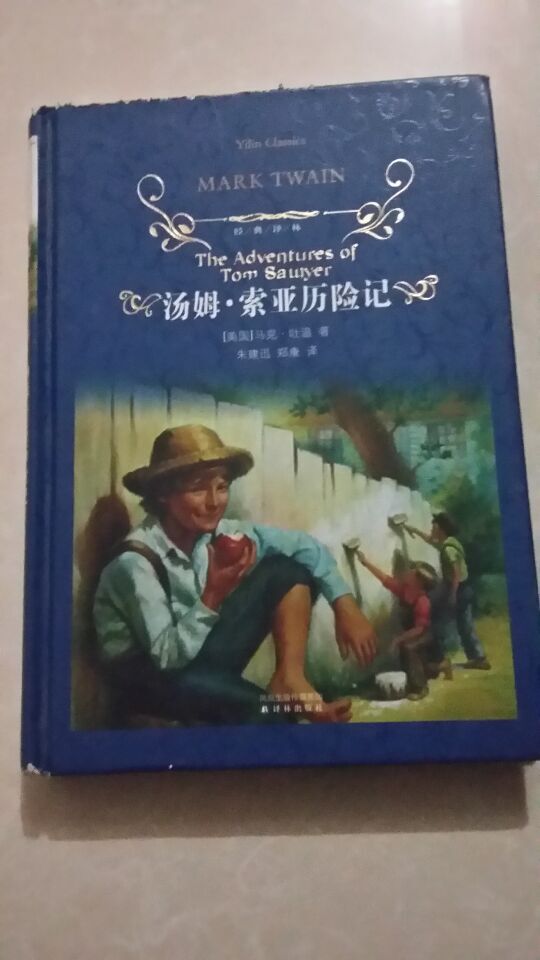 Yilin Classics
MARK TWAIN
经/典/译/林
The Adventures of
Tom Sawyer
汤姆·索亚历险记
[美国]马克·吐温 著
朱建迅 郑康 译
凤凰出版传媒集团
译林出版社